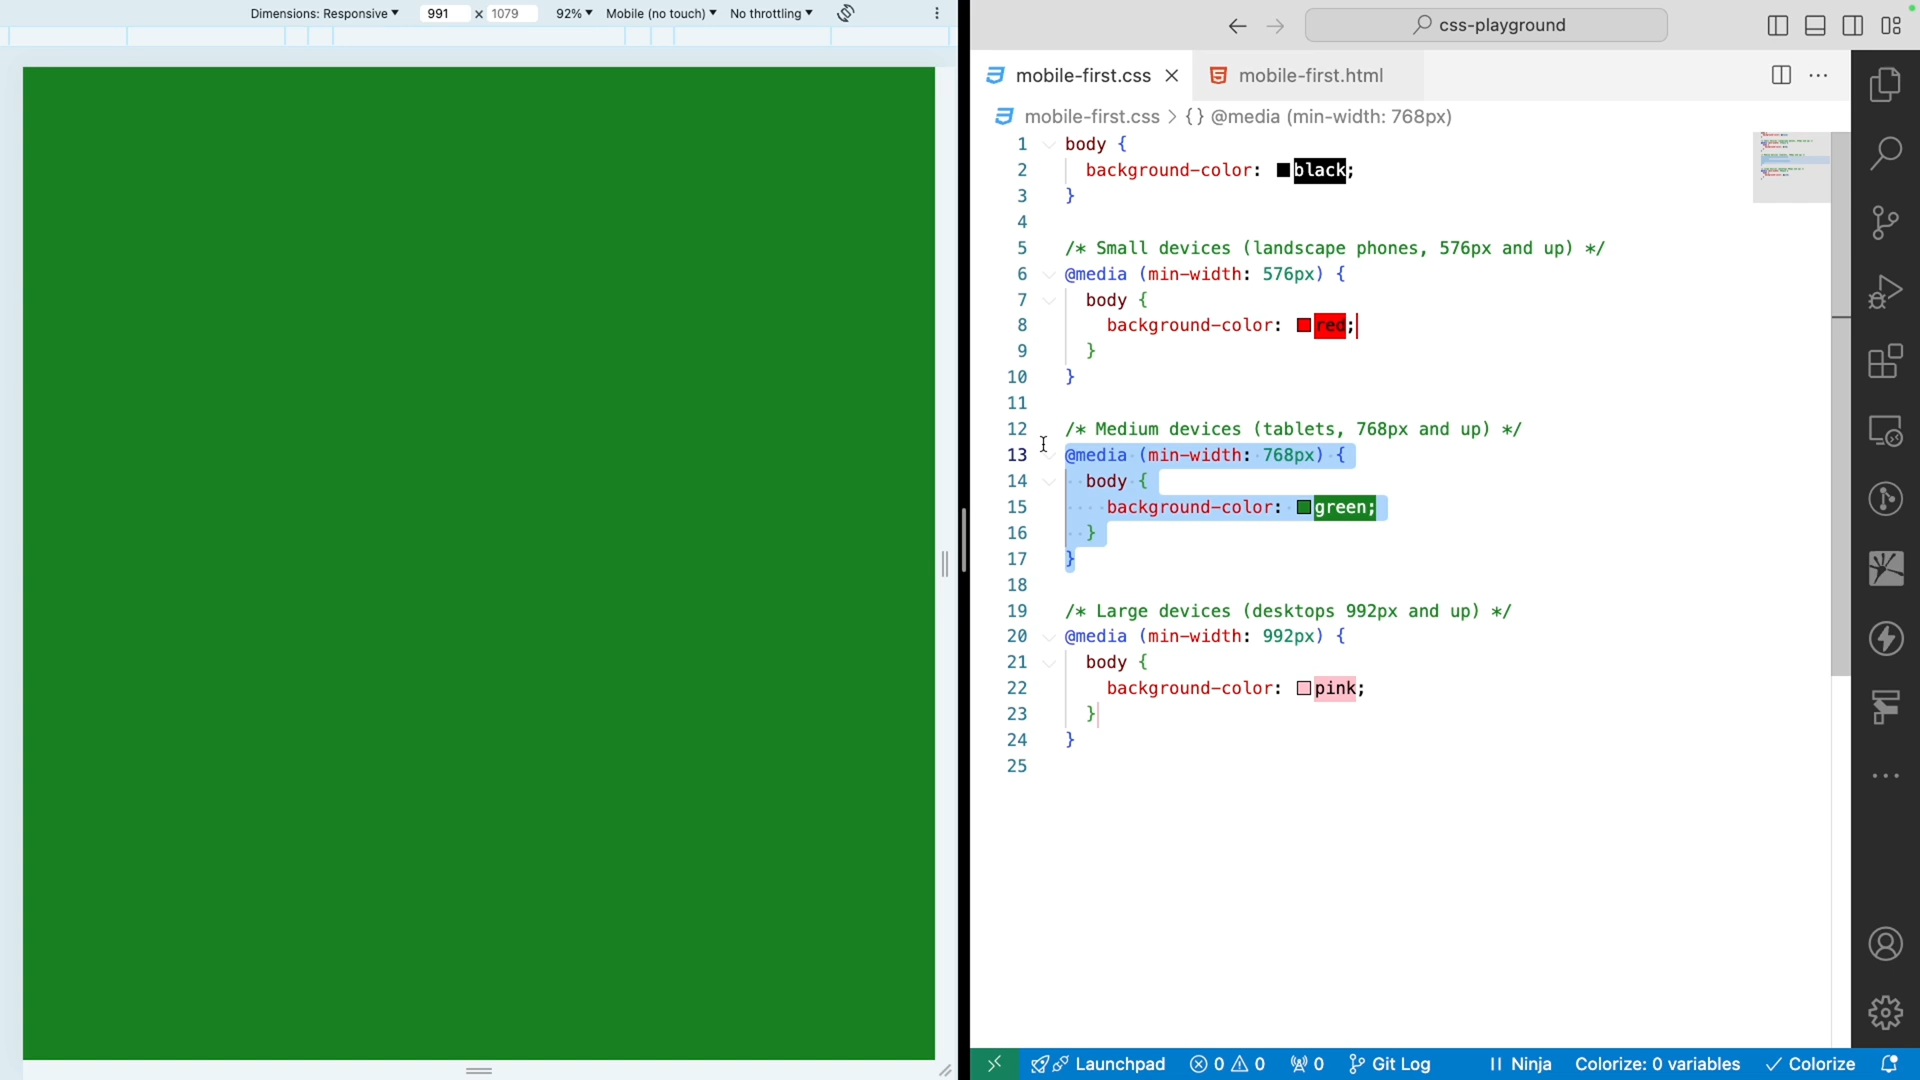 Dimensions: Responsive 991 x 1079 92% Mobile (no touch) No throttling
css-playground
mobile-first.css mobile-first.html
mobile-first.css > {} @media (min-width: 768px)
1 body {
2 background-color: black;
3 }
4
5 /* Small devices (landscape phones, 576px and up) */
6 @media (min-width: 576px) {
7 body {
8 background-color: red;
9 }
10 }
11
12 /* Medium devices (tablets, 768px and up) */
13 @media (min-width: 768px) {
14 body {
15 background-color: green;
16 }
17 }
18
19 /* Large devices (desktops 992px and up) */
20 @media (min-width: 992px) {
21 body {
22 background-color: pink;
23 }
24 }
25
Launchpad 0 0 0 Git Log Ninja Colorize: 0 variables Colorize